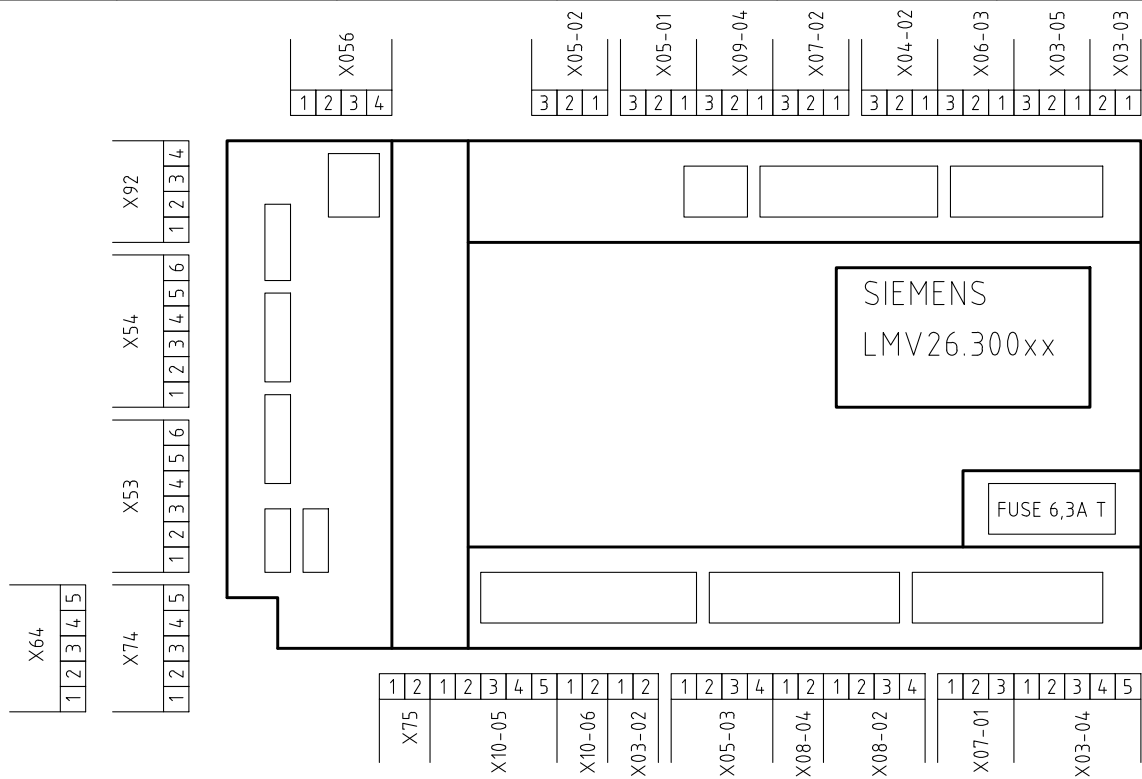 X056
X05-02
X05-01
X09-04
X07-02
X04-02
X06-03
X03-05
X03-03
1 2 3 4
3 2 1
3 2 1 3 2 1 3 2 1
3 2 1 3 2 1 3 2 1 2 1
X92
1 2 3 4
X54
1 2 3 4 5 6
X53
1 2 3 4 5 6
X64
1 2 3 4 5
X74
1 2 3 4 5
SIEMENS
LMV26.300xx
FUSE 6,3A T
1 2 1 2 3 4 5 1 2 1 2
1 2 3 4 1 2 1 2 3 4
1 2 3 1 2 3 4 5
X75
X10-05
X10-06
X03-02
X05-03
X08-04
X08-02
X07-01
X03-04